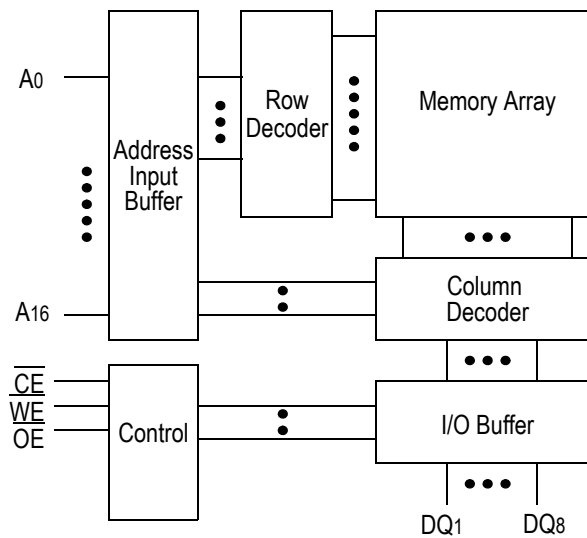 A0
Address
Input
Buffer
Row
Decoder
Memory Array
A16
Column
Decoder
CE
WE
OE
Control
I/O Buffer
DQ1
DQ8